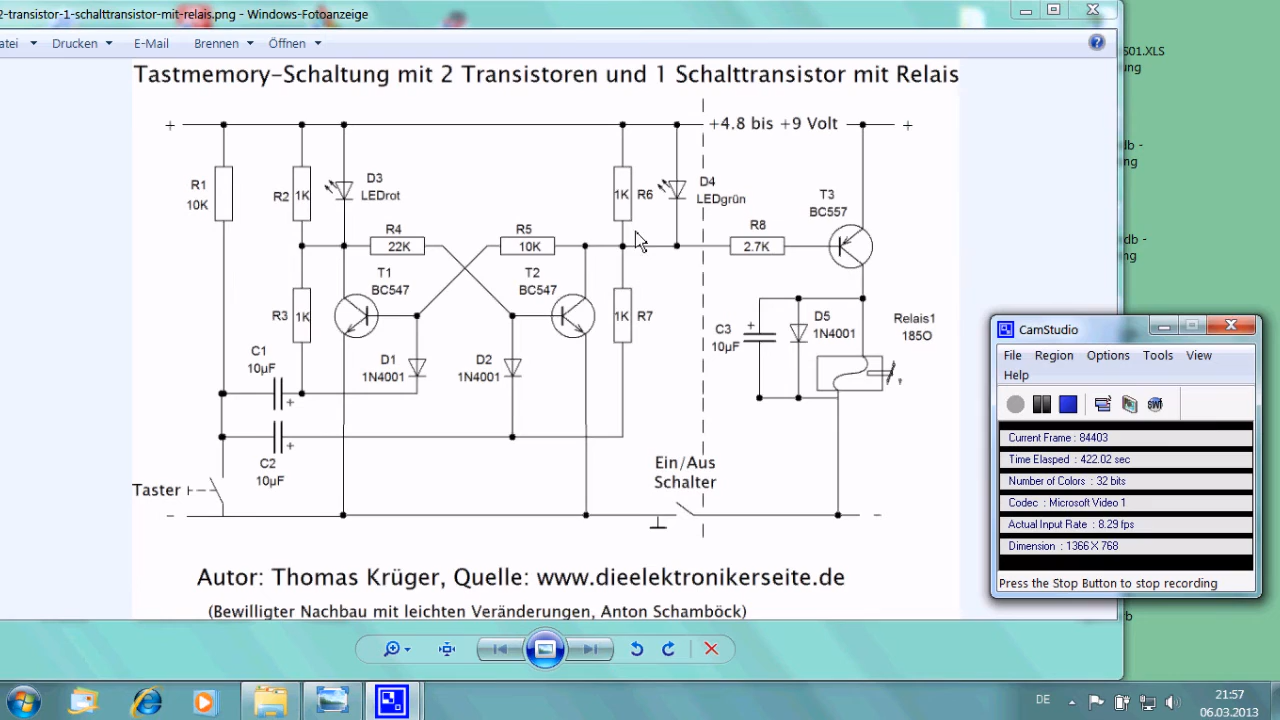 2-transistor-1-schalttransistor-mit-relais.png - Windows-Fotoanzeige
atei Drucken E-Mail Brennen Öffnen
S01.XLS
ng
Tastmemory-Schaltung mit 2 Transistoren und 1 Schalttransistor mit Relais
+ +4.8 bis +9 Volt +
db -
ng
R1
10K
R2 1K
D3
LEDrot
1K R6
D4
LEDgrün
T3
BC557
R4
22K
R5
10K
R8
2.7K
db -
ng
T1
BC547
T2
BC547
R3 1K
1K R7
C1
10µF
+
D1
1N4001
D2
1N4001
+
C3
10µF
D5
1N4001
Relais1
185O
C2
10µF
+
Taster
Ein/Aus
Schalter
- -
Autor: Thomas Krüger, Quelle: www.dieelektronikerseite.de
(Bewilligter Nachbau mit leichten Veränderungen, Anton Schamböck)
CamStudio
File Region Options Tools View
Help
SWF
Current Frame : 84403
Time Elasped : 422.02 sec
Number of Colors : 32 bits
Codec : Microsoft Video 1
Actual Input Rate : 8.29 fps
Dimension : 1366 X 768
Press the Stop Button to stop recording
b
DE
21:57
06.03.2013